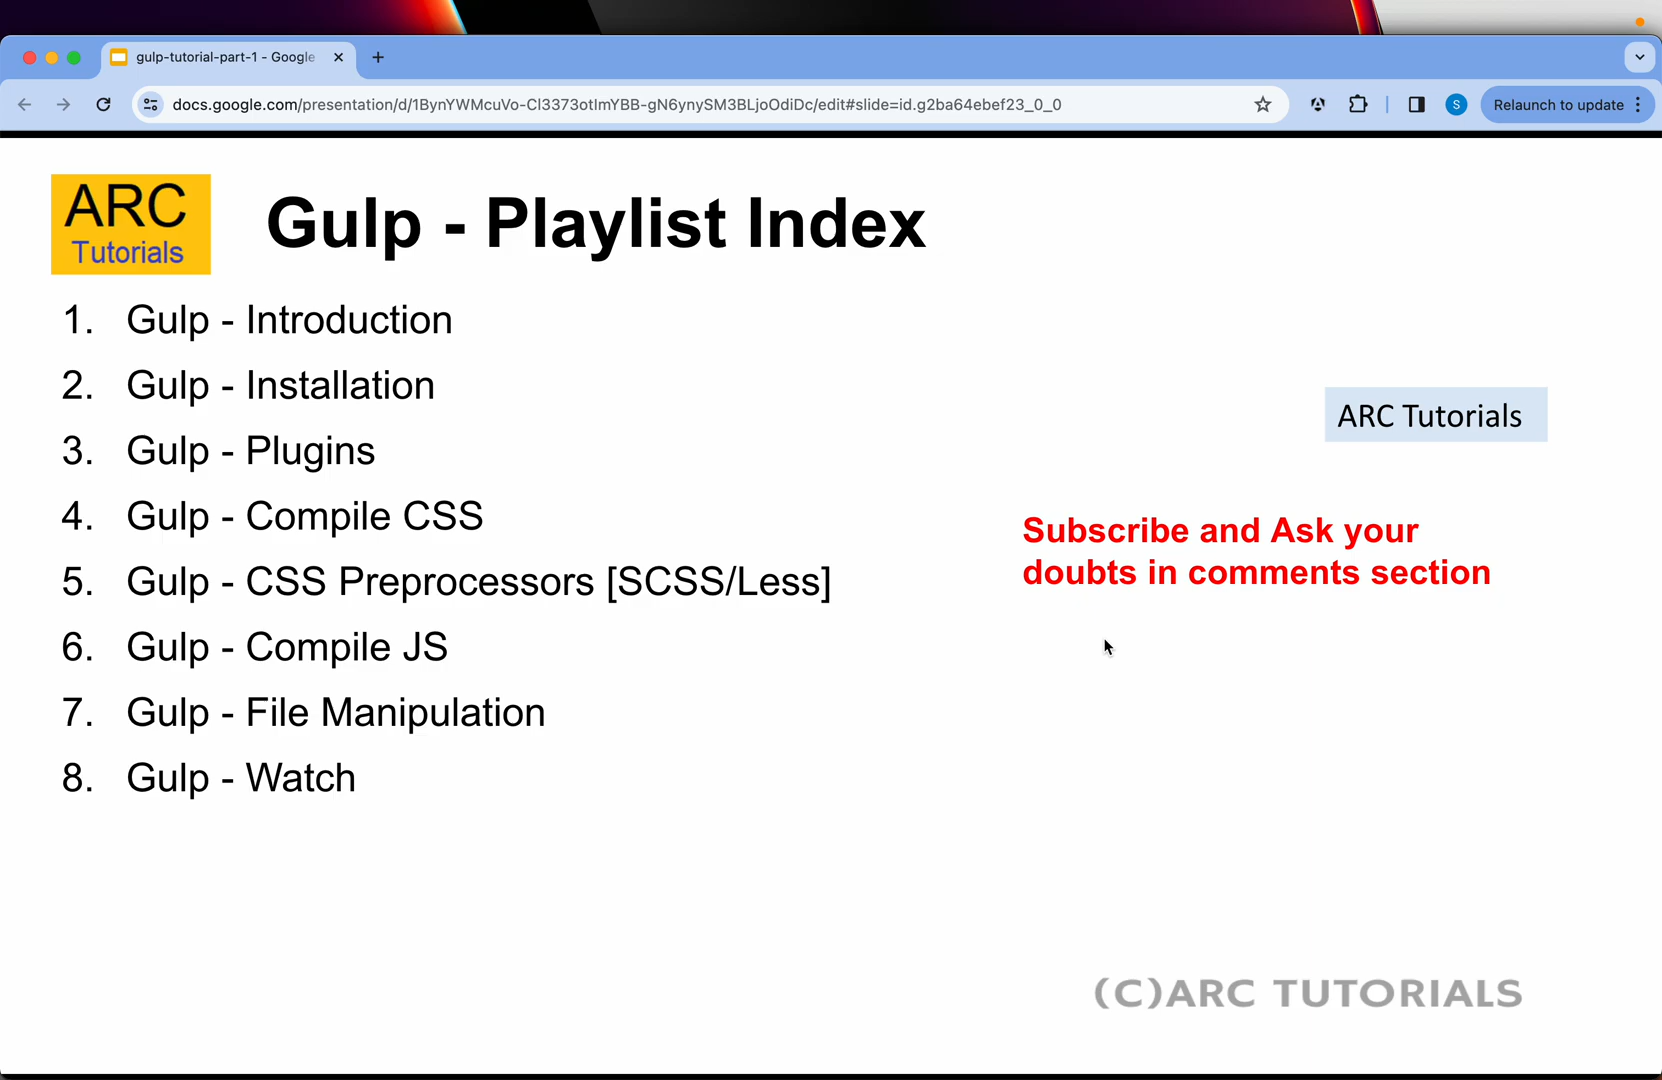 gulp-tutorial-part-1 - Google
docs.google.com/presentation/d/1BynYWMcuVo-Cl3373otImYBB-gN6ynySM3BLjoOdiDc/edit#slide=id.g2ba64ebef23_0_0
S
Relaunch to update
ARC
Tutorials
Gulp - Playlist Index
1. Gulp - Introduction
2. Gulp - Installation
3. Gulp - Plugins
4. Gulp - Compile CSS
5. Gulp - CSS Preprocessors [SCSS/Less]
6. Gulp - Compile JS
7. Gulp - File Manipulation
8. Gulp - Watch
ARC Tutorials
Subscribe and Ask your
doubts in comments section
(C)ARC TUTORIALS